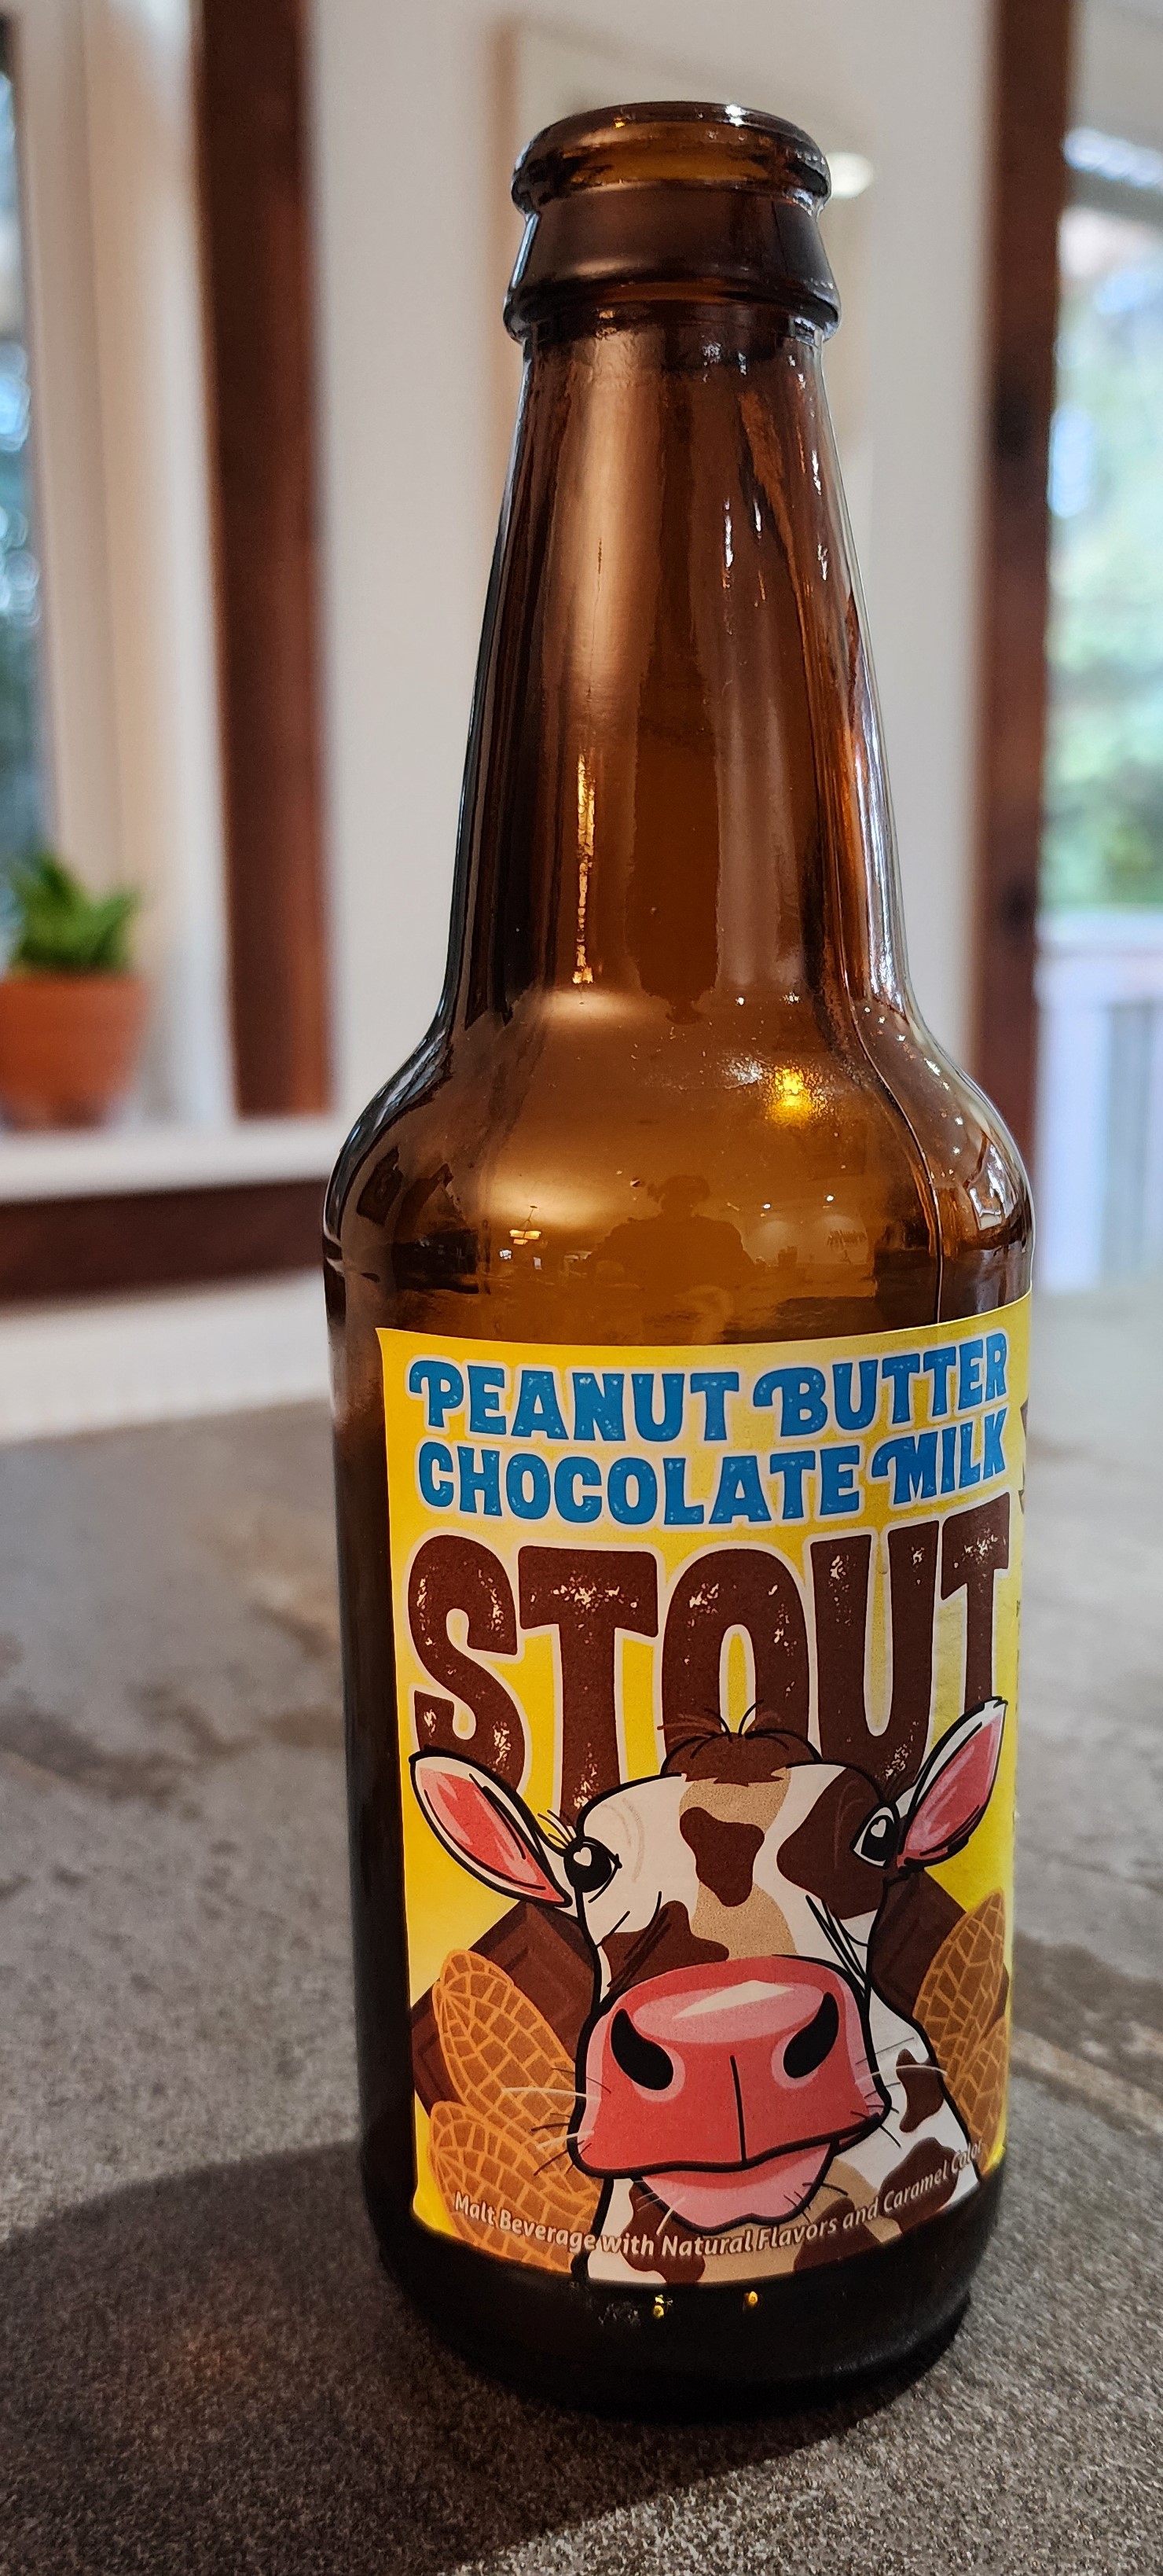 PEANUT BUTTER
CHOCOLATE MILK
STOUT
Malt Beverage with Natural Flavors and Caramel Color